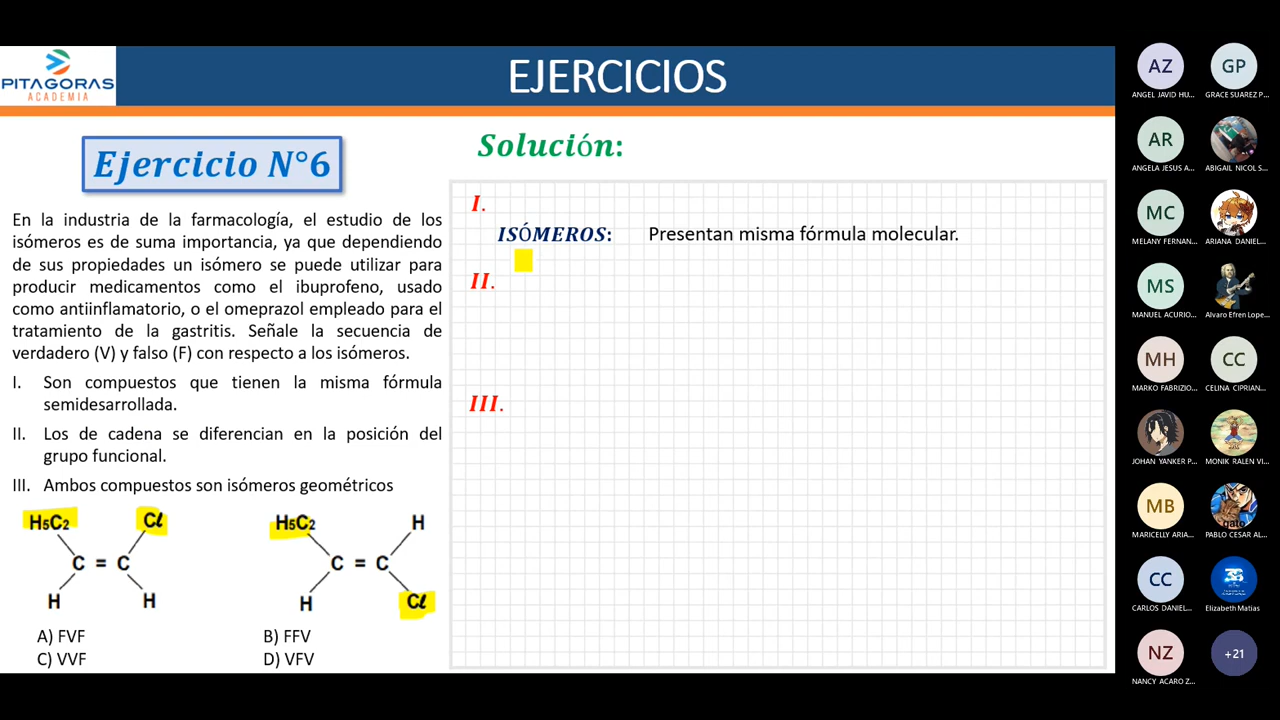 PITAGORAS
ACADEMIA
EJERCICIOS
Ejercicio N°6
En la industria de la farmacología, el estudio de los
isómeros es de suma importancia, ya que dependiendo
de sus propiedades un isómero se puede utilizar para
producir medicamentos como el ibuprofeno, usado
como antiinflamatorio, o el omeprazol empleado para el
tratamiento de la gastritis. Señale la secuencia de
verdadero (V) y falso (F) con respecto a los isómeros.
I. Son compuestos que tienen la misma fórmula
semidesarrollada.
II. Los de cadena se diferencian en la posición del
grupo funcional.
III. Ambos compuestos son isómeros geométricos
H5C2 Cl H5C2 H
C = C C = C
H H H Cl
A) FVF B) FFV
C) VVF D) VFV
Solución:
I.
ISÓMEROS: Presentan misma fórmula molecular.
II.
III.
AZ GP
ANGEL JAVID HU... GRACE SUAREZ P...
AR
ANGELA JESUS A... ABIGAIL NICOL S...
MC
MELANY FERNAN... ARIANA DANIEL...
MS
MANUEL ACURIO... Alvaro Efren Lope...
MH CC
MARKO FABRIZIO... CELINA CIPRIAN...
JOHAN YANKER P... MONIK RALEN VI...
MB gato
MARICELLY ARIA... PABLO CESAR AL...
CC
CARLOS DANIEL... Elizabeth Matias
NZ +21
NANCY ACARO Z...